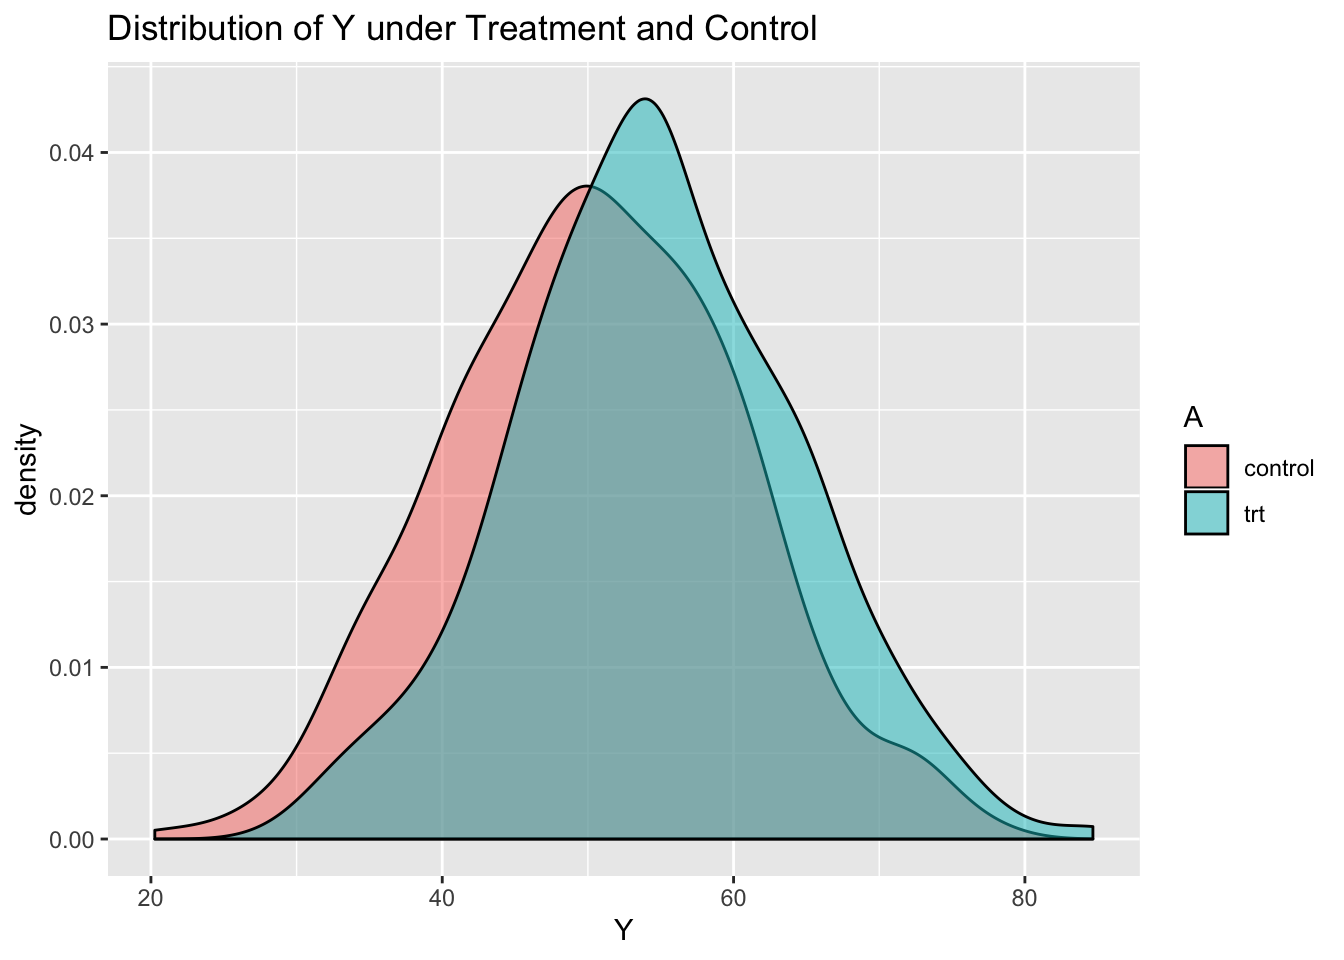 Distribution of Y under Treatment and Control
density
0.04
0.03
0.02
0.01
0.00
20 40 60 80
Y
A
control
trt